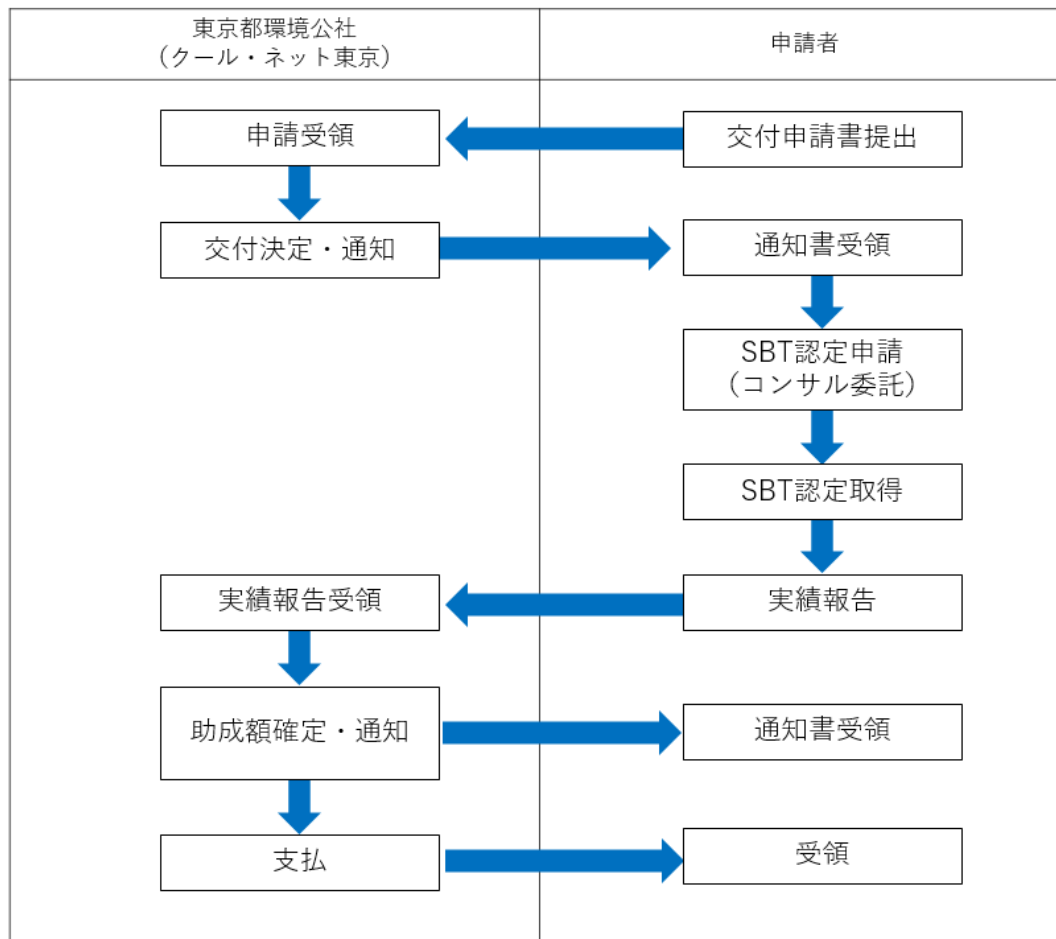 東京都環境公社
（クール・ネット東京）
申請者
申請受領
交付申請書提出
交付決定・通知
通知書受領
SBT認定申請
（コンサル委託）
SBT認定取得
実績報告受領
実績報告
助成額確定・通知
通知書受領
支払
受領